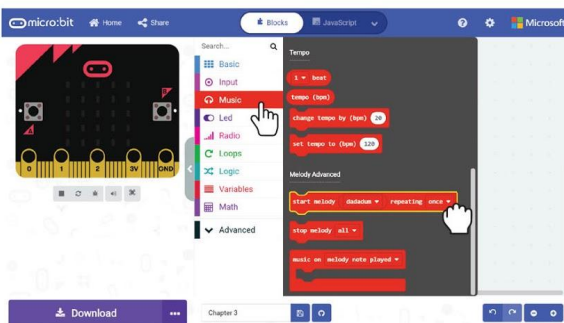 micro:bit Home Share Blocks JavaScript Microsoft
Search...
Basic
Input
Music
Led
Radio
Loops
Logic
Variables
Math
Advanced
Tempo
1 beat
tempo (bpm)
change tempo by (bpm) 20
set tempo to (bpm) 120
Melody Advanced
start melody dadadum repeating once
stop melody all
music on melody note played
A
B
0 1 2 3V GND
Download
Chapter 3